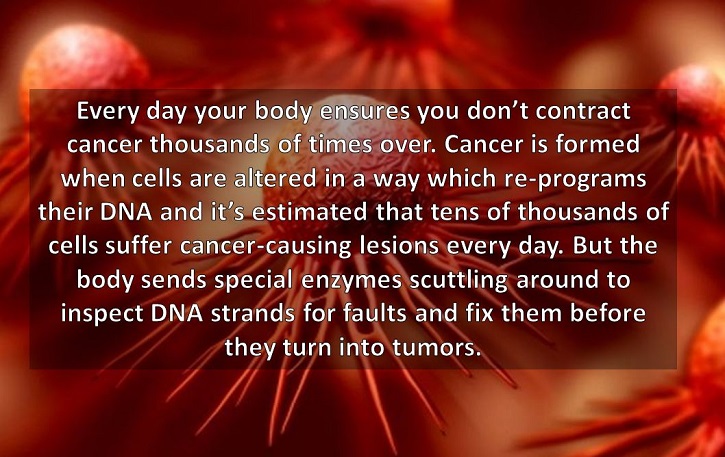 Every day your body ensures you don’t contract
cancer thousands of times over. Cancer is formed
when cells are altered in a way which re-programs
their DNA and it’s estimated that tens of thousands of
cells suffer cancer-causing lesions every day. But the
body sends special enzymes scuttling around to
inspect DNA strands for faults and fix them before
they turn into tumors.